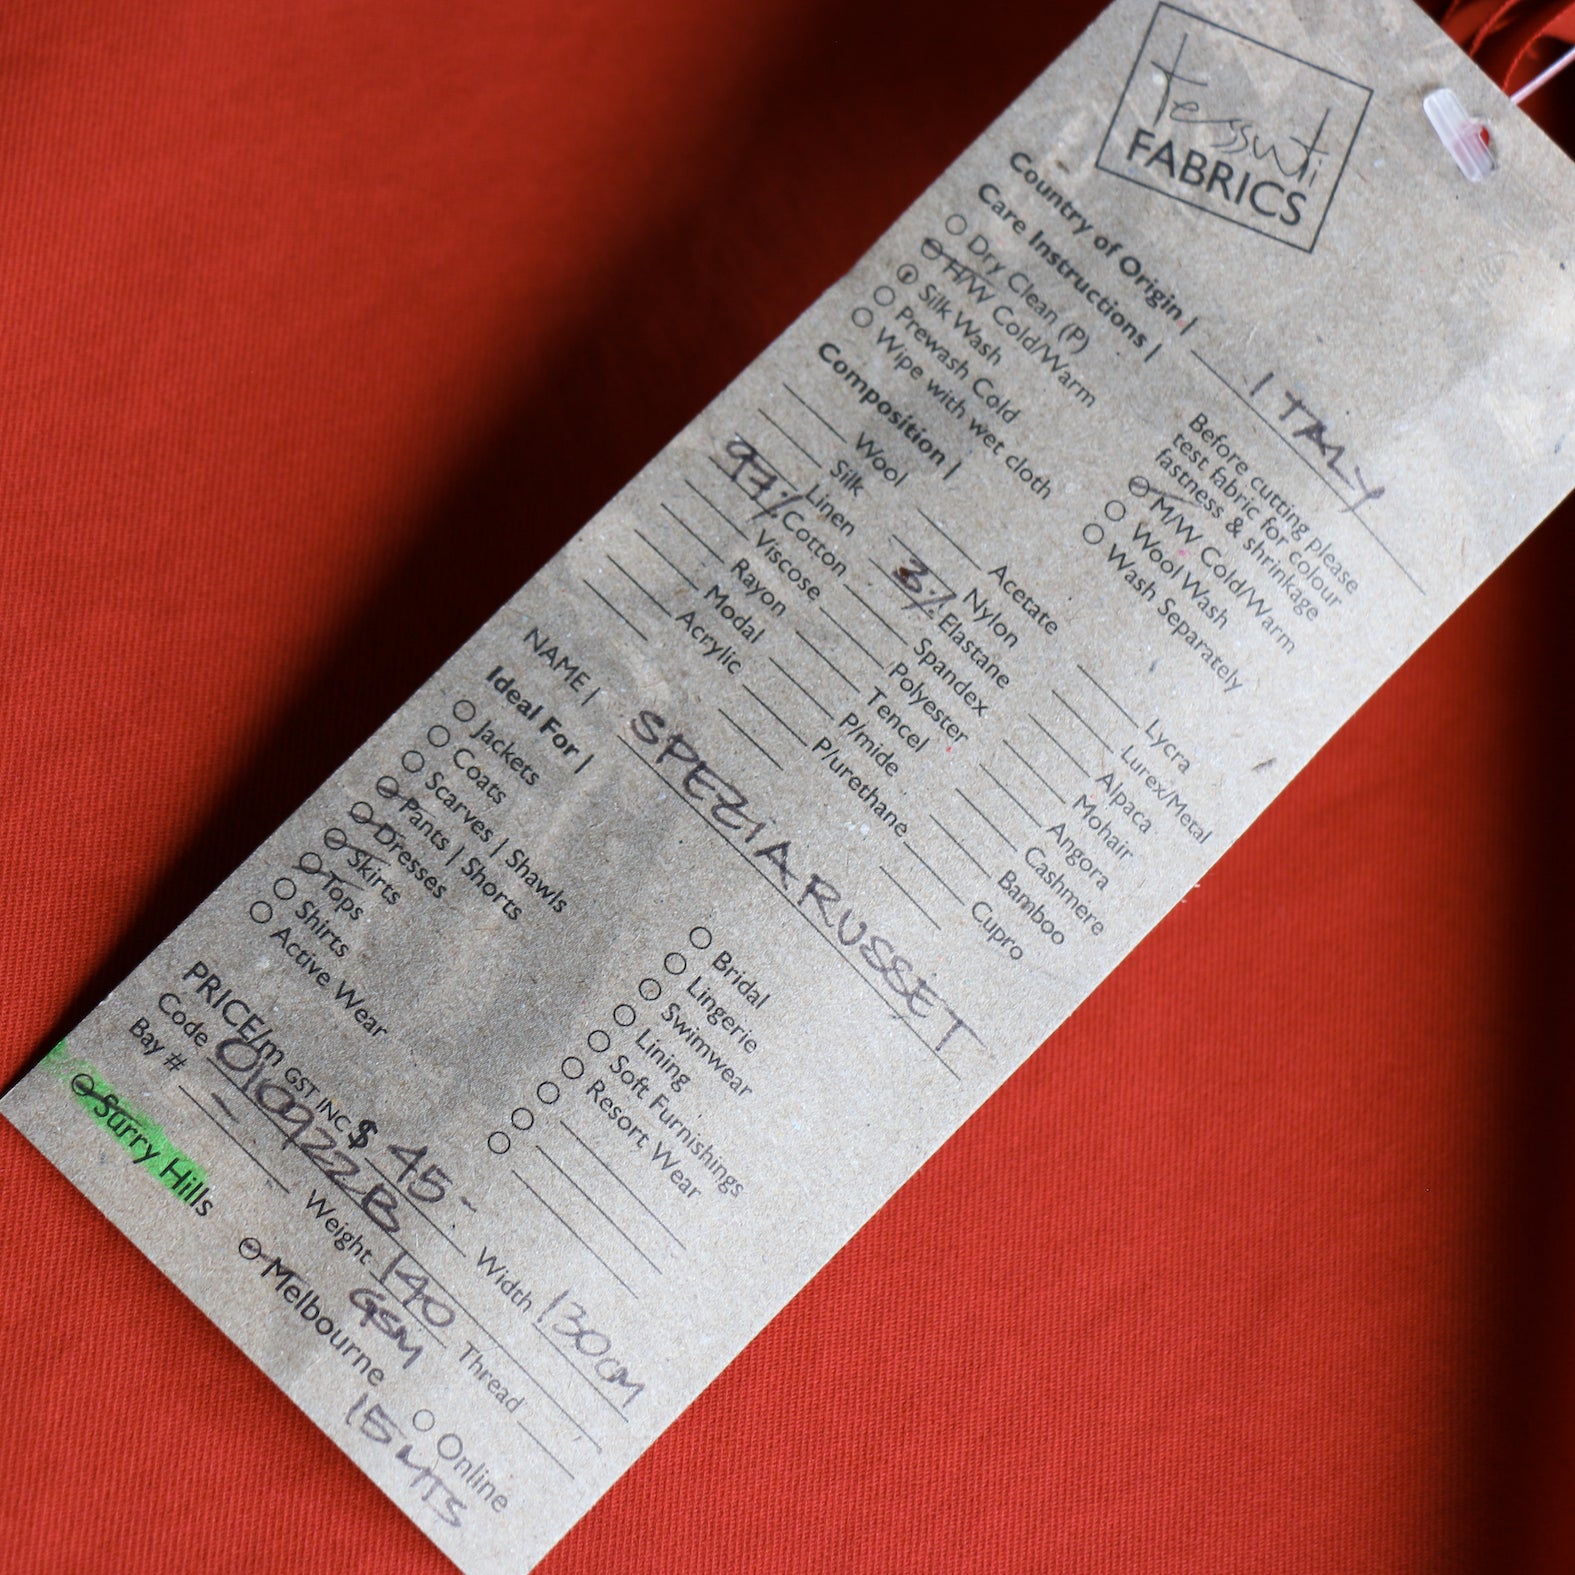 tessuti
FABRICS
Country of Origin | ITALY
Care Instructions |
Dry Clean (P)
H/W Cold/Warm
Silk Wash
Prewash Cold
Wipe with wet cloth
Before cutting please
test fabric for colour
fastness & shrinkage
M/W Cold/Warm
Wool Wash
Wash Separately
Composition |
Wool
Silk
Linen
97% Cotton
Viscose
Rayon
Modal
Acrylic
Acetate
Nylon
3% Elastane
Spandex
Polyester
Tencel
P/mide
P/urethane
Lycra
Lurex/Metal
Alpaca
Mohair
Angora
Cashmere
Bamboo
Cupro
NAME | SPEZIA RUSSET
Ideal For |
Jackets
Coats
Scarves | Shawls
Pants | Shorts
Dresses
Skirts
Tops
Shirts
Active Wear
Bridal
Lingerie
Swimwear
Lining
Soft Furnishings
Resort Wear
PRICE/m GST INC $ 45- Width 130cm
Code 010922B Weight 140 GSM Thread
Bay # -
Surry Hills Melbourne Online
15 MTS